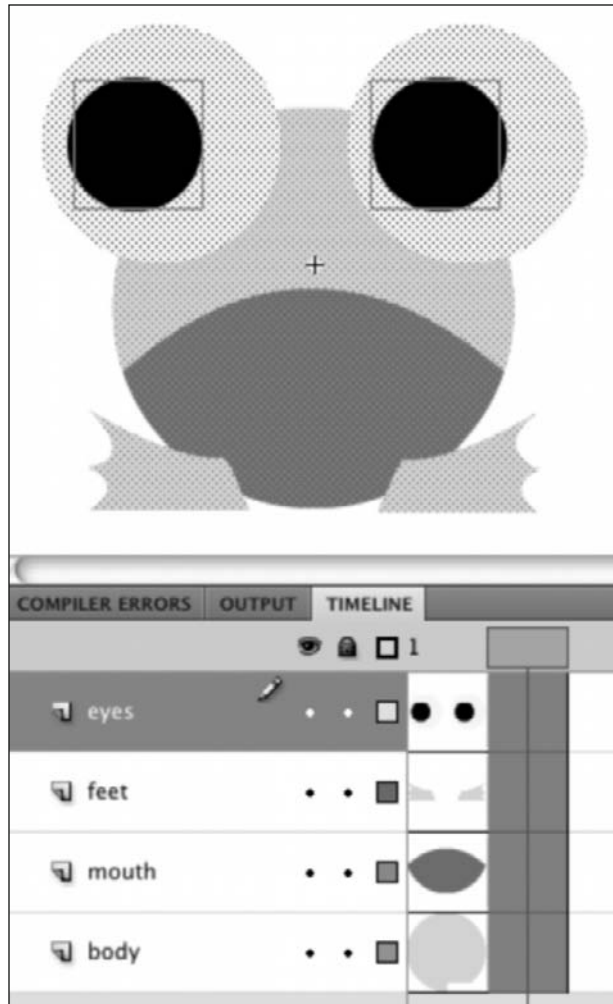 COMPILER ERRORS OUTPUT TIMELINE
1
eyes
feet
mouth
body